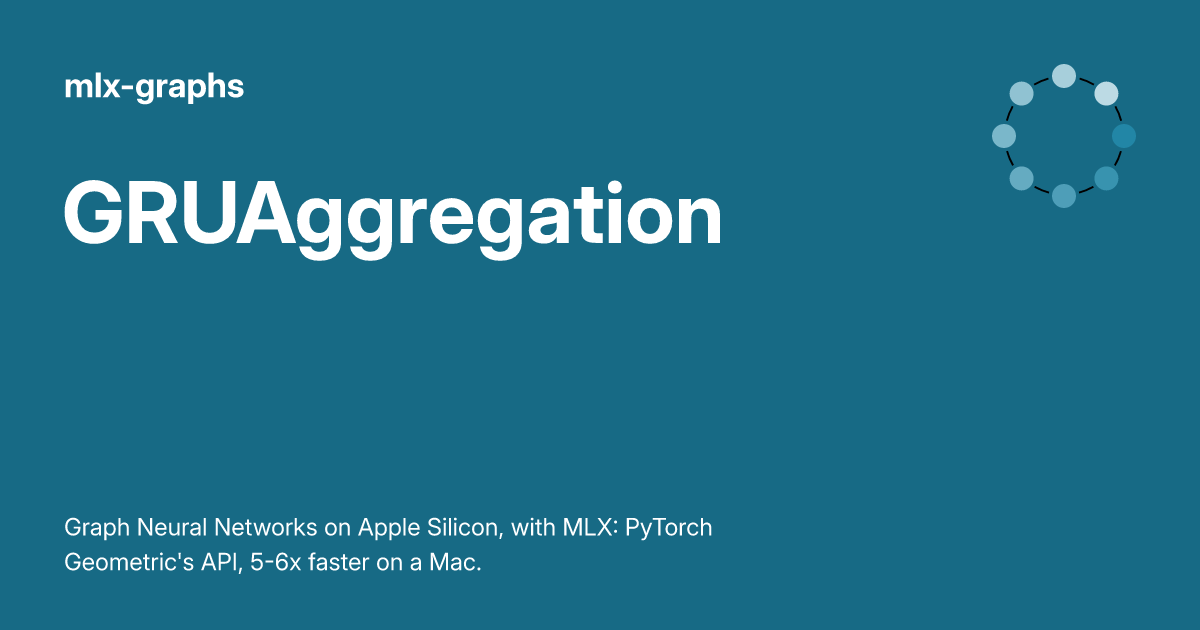 mlx-graphs
GRUAggregation
Graph Neural Networks on Apple Silicon, with MLX: PyTorch
Geometric's API, 5-6x faster on a Mac.